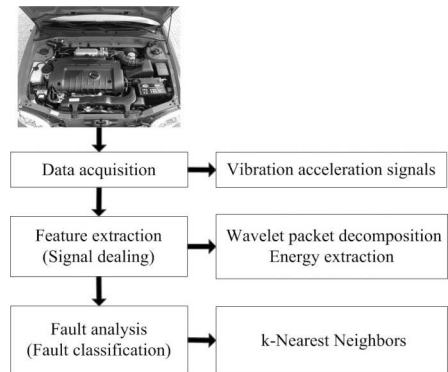 Data acquisition
Vibration acceleration signals
Feature extraction
(Signal dealing)
Wavelet packet decomposition
Energy extraction
Fault analysis
(Fault classification)
k-Nearest Neighbors